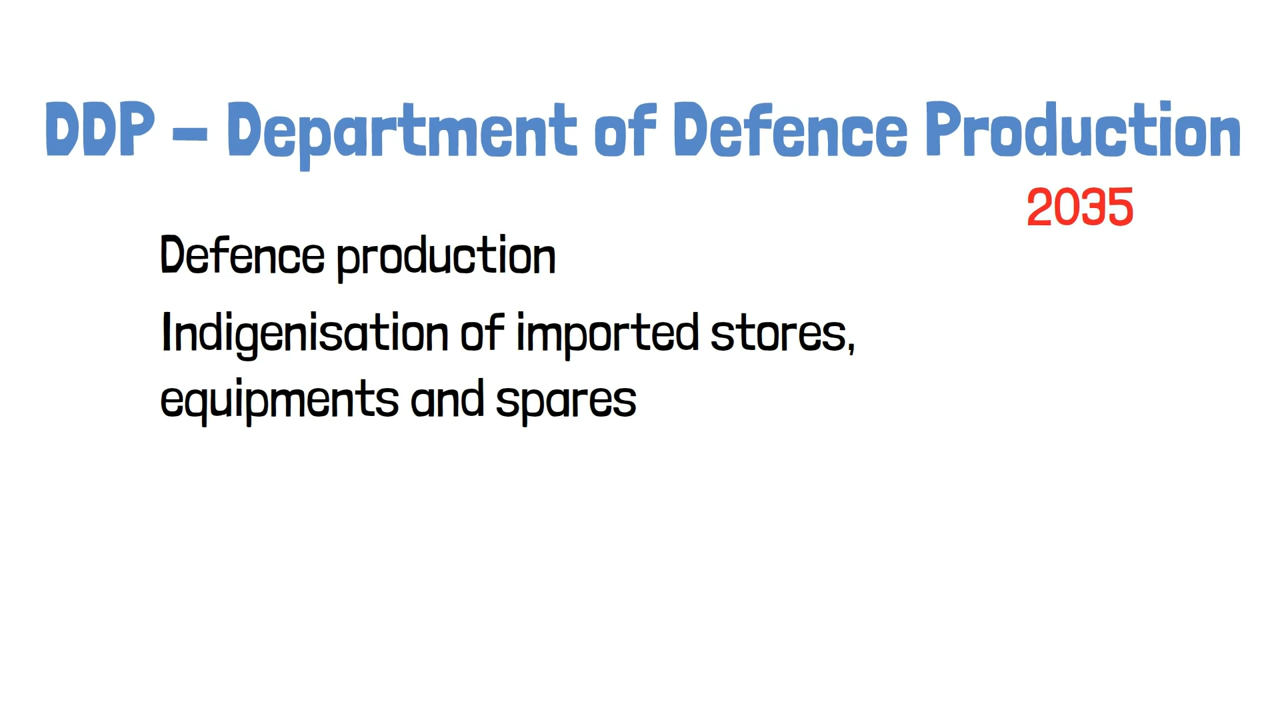 DDP - Department of Defence Production
2035
Defence production
Indigenisation of imported stores,
equipments and spares